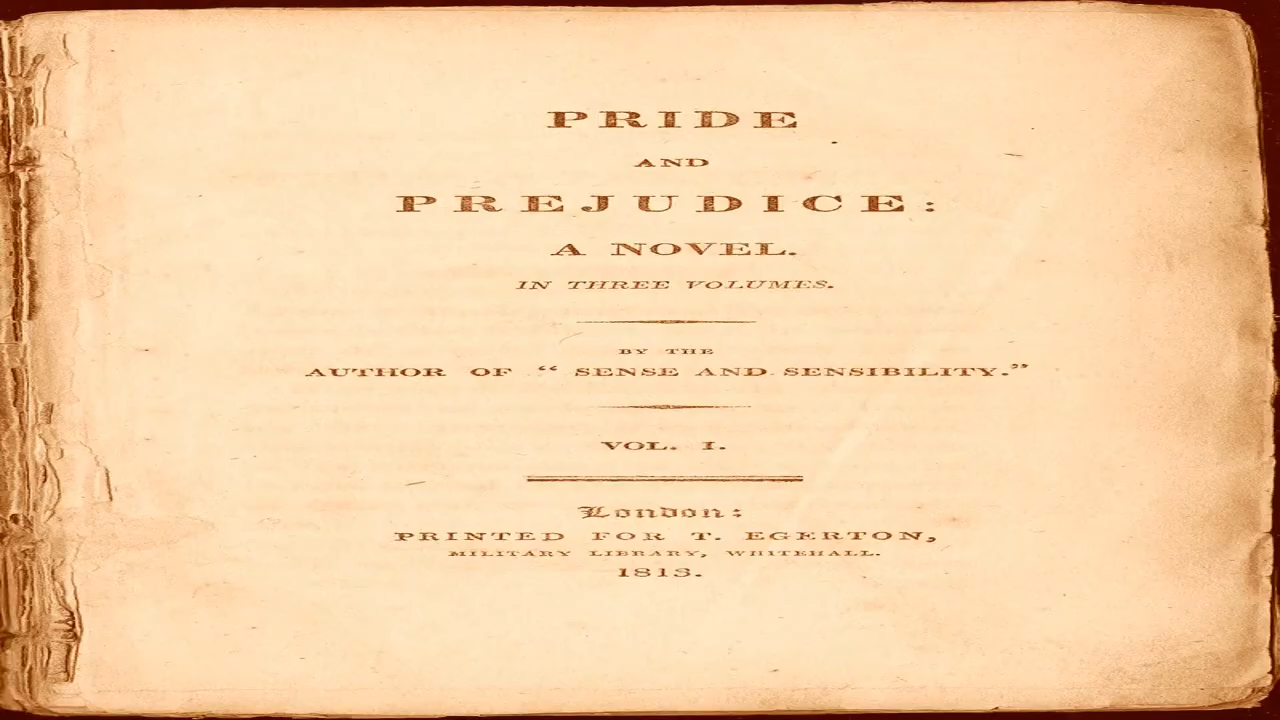 PRIDE
AND
PREJUDICE:
A NOVEL.
IN THREE VOLUMES.
BY THE
AUTHOR OF “ SENSE AND SENSIBILITY.”
VOL. I.
London:
PRINTED FOR T. EGERTON,
MILITARY LIBRARY, WHITEHALL.
1813.